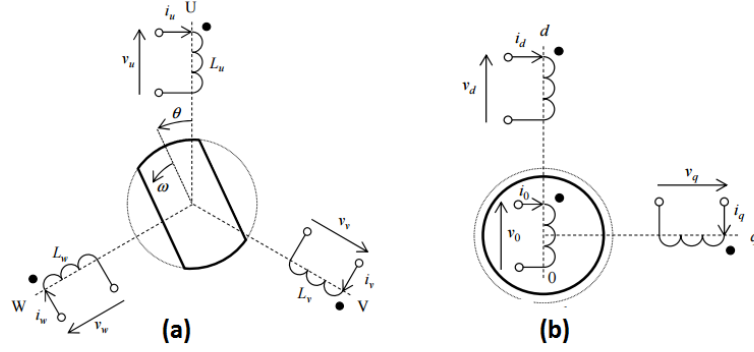 U
i_u
v_u
L_u
θ
ω
L_w
W
i_w
v_w
v_v
i_v
L_v
V
(a)
d
i_d
v_d
v_q
i_q
q
i_0
v_0
0
(b)